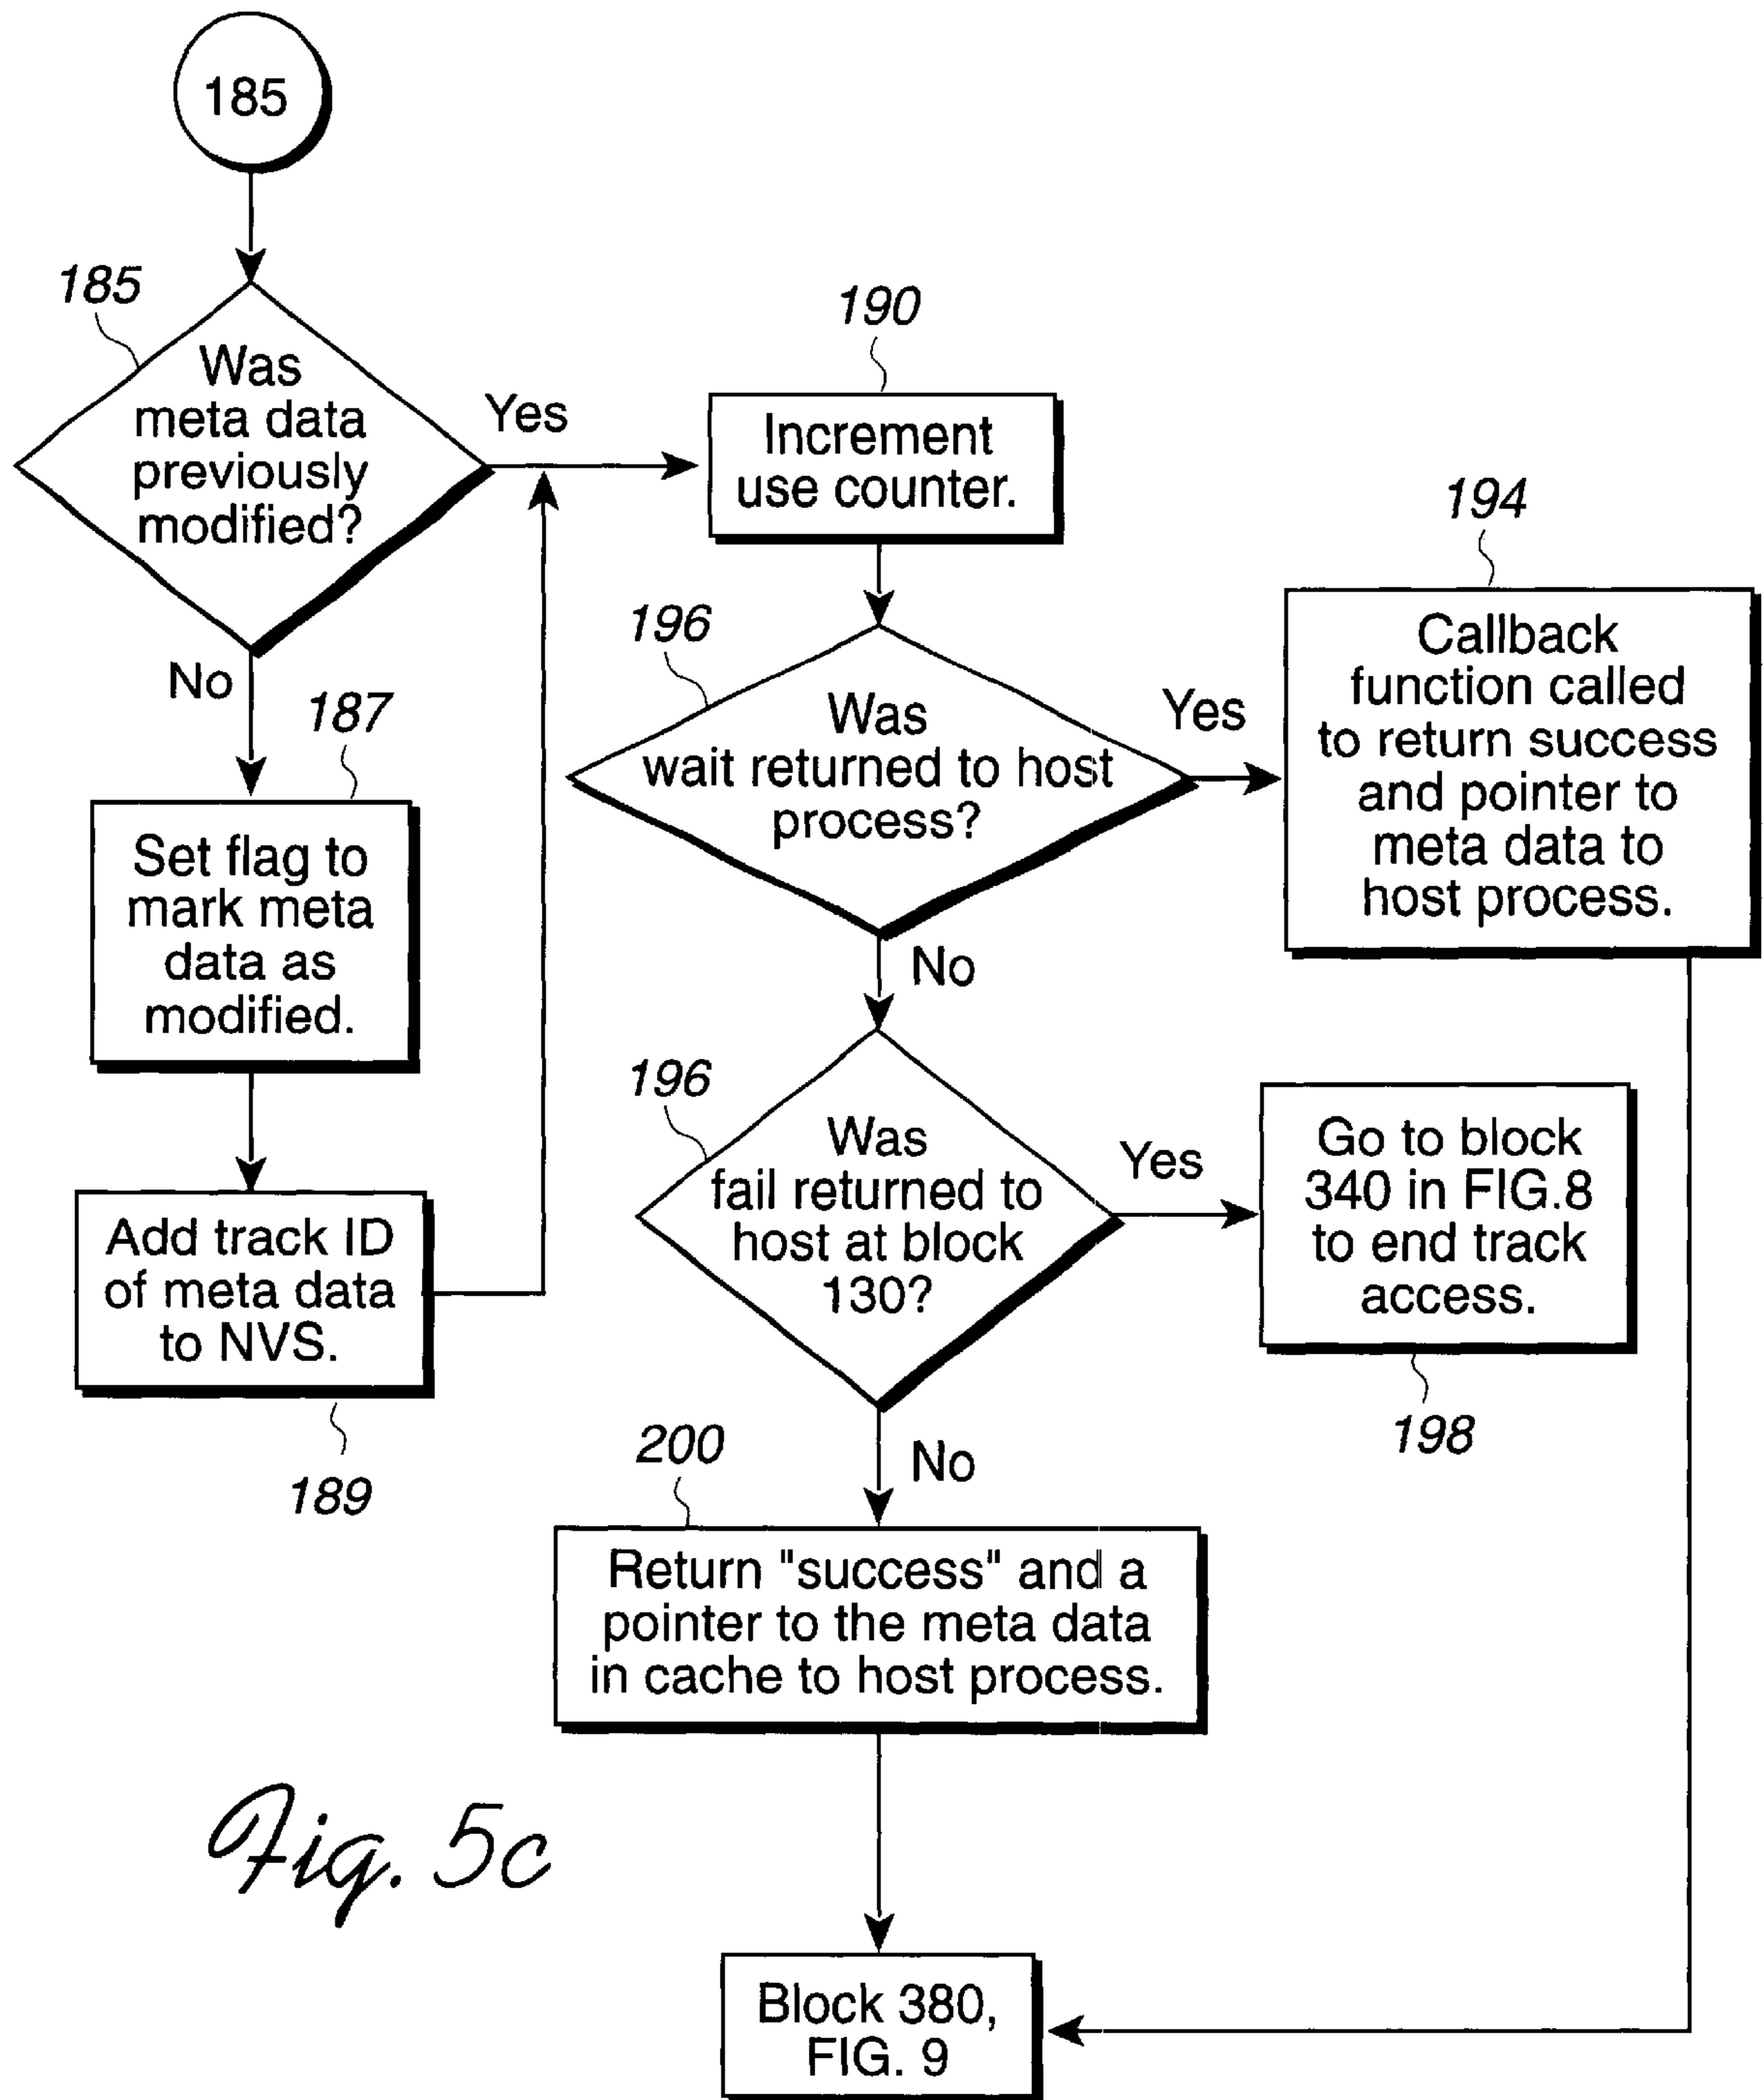 185
185
Was
meta data
previously
modified?
Yes
No
187
Set flag to
mark meta
data as
modified.
Add track ID
of meta data
to NVS.
189
190
Increment
use counter.
196
Was
wait returned to host
process?
Yes
No
194
Callback
function called
to return success
and pointer to
meta data to
host process.
196
Was
fail returned to
host at block
130?
Yes
No
Go to block
340 in FIG.8
to end track
access.
198
200
Return "success" and a
pointer to the meta data
in cache to host process.
Block 380,
FIG. 9
Fig. 5c